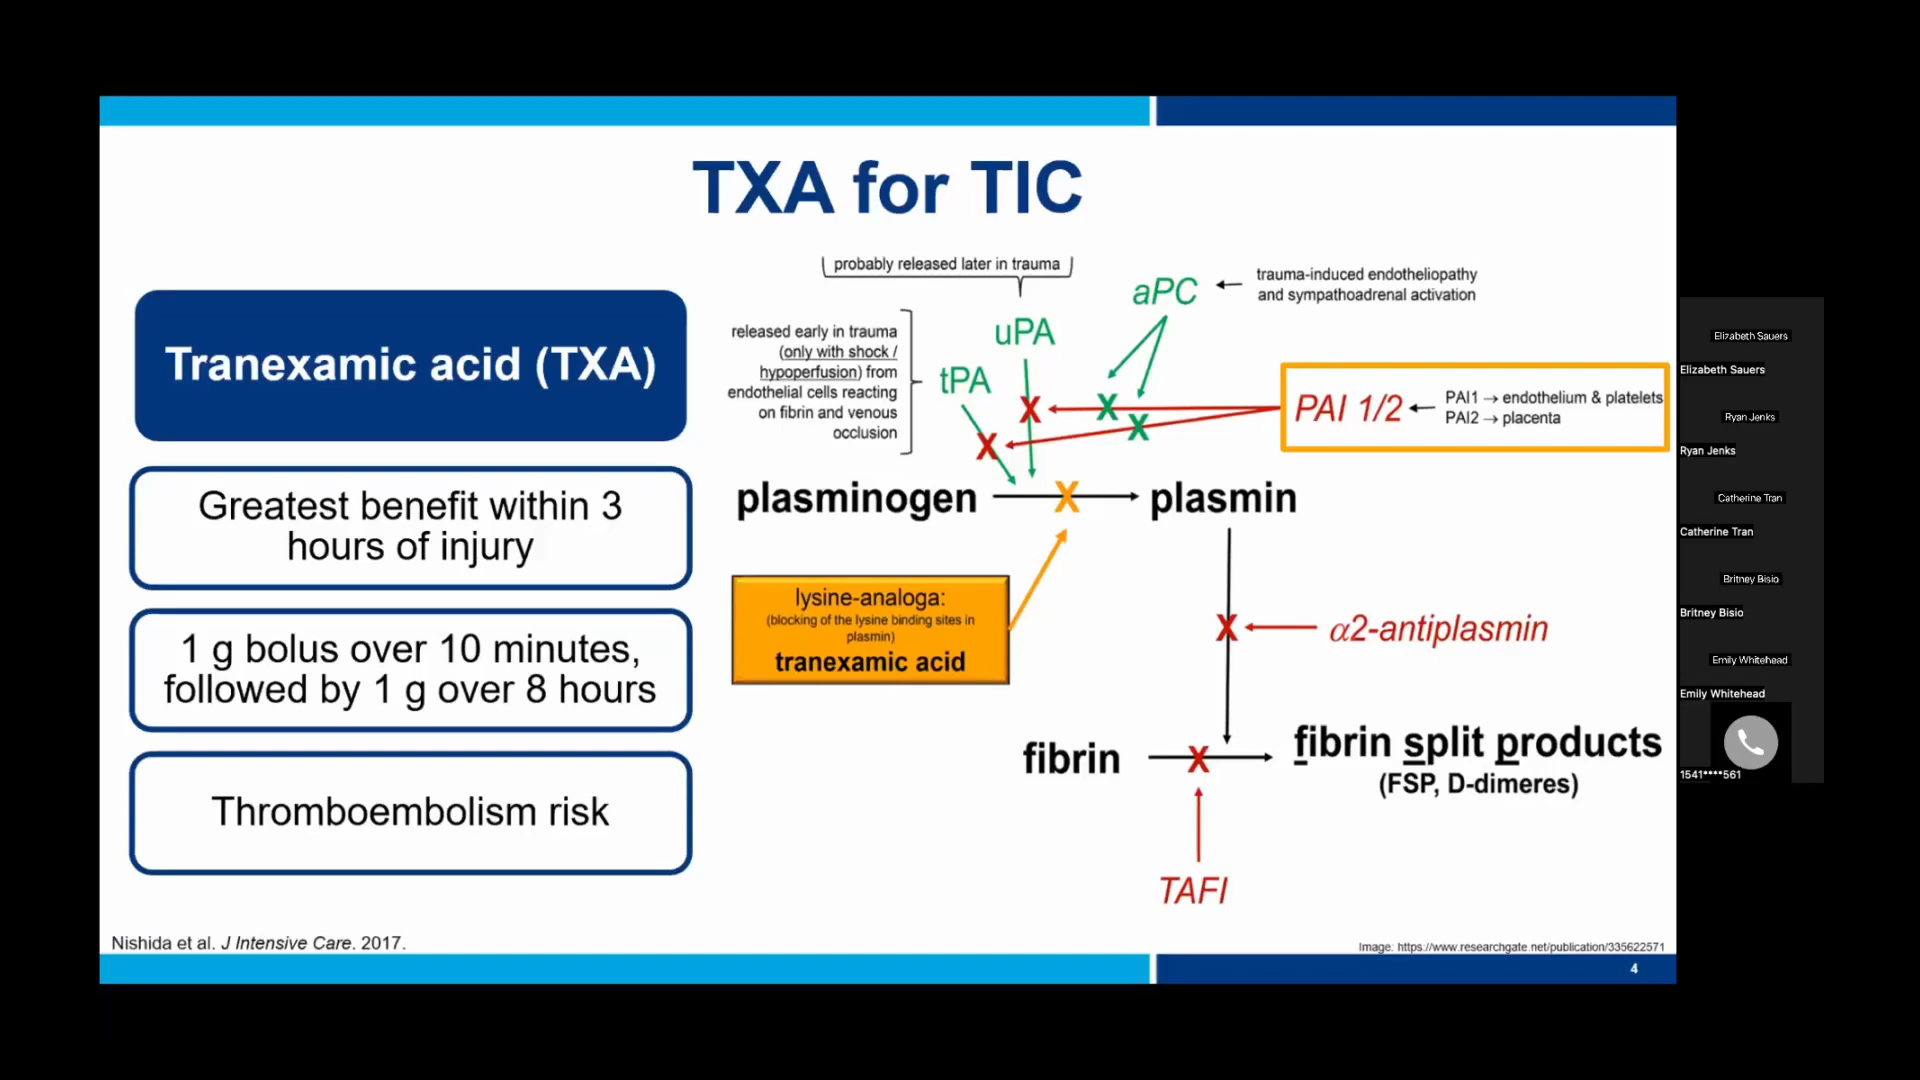 TXA for TIC
Tranexamic acid (TXA)
Greatest benefit within 3
hours of injury
1 g bolus over 10 minutes,
followed by 1 g over 8 hours
Thromboembolism risk
probably released later in trauma
released early in trauma
(only with shock /
hypoperfusion) from
endothelial cells reacting
on fibrin and venous
occlusion
tPA
uPA
aPC
trauma-induced endotheliopathy
and sympathoadrenal activation
X
X
X
X
PAI 1/2
PAI1 → endothelium & platelets
PAI2 → placenta
plasminogen
X
plasmin
lysine-analoga:
(blocking of the lysine binding sites in
plasmin)
tranexamic acid
X
α2-antiplasmin
fibrin
X
fibrin split products
(FSP, D-dimeres)
TAFI
Nishida et al. J Intensive Care. 2017.
Image: https://www.researchgate.net/publication/335622571
4
Elizabeth Sauers
Elizabeth Sauers
Ryan Jenks
Ryan Jenks
Catherine Tran
Catherine Tran
Britney Bisio
Britney Bisio
Emily Whitehead
Emily Whitehead
1541****561